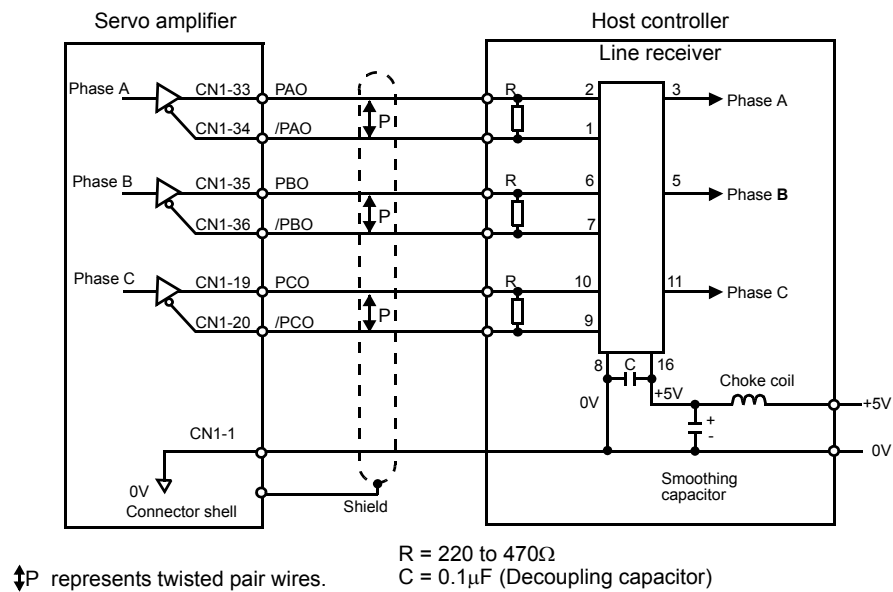 Servo amplifier
Host controller
Line receiver
Phase A
CN1-33
PAO
R
2
3
Phase A
P
CN1-34
/PAO
1
Phase B
CN1-35
PBO
R
6
5
Phase B
P
CN1-36
/PBO
7
Phase C
CN1-19
PCO
R
10
11
Phase C
P
CN1-20
/PCO
9
8
C
16
Choke coil
0V
+5V
+5V
+
-
CN1-1
0V
0V
Connector shell
Shield
Smoothing
capacitor
P represents twisted pair wires.
R = 220 to 470Ω
C = 0.1μF (Decoupling capacitor)